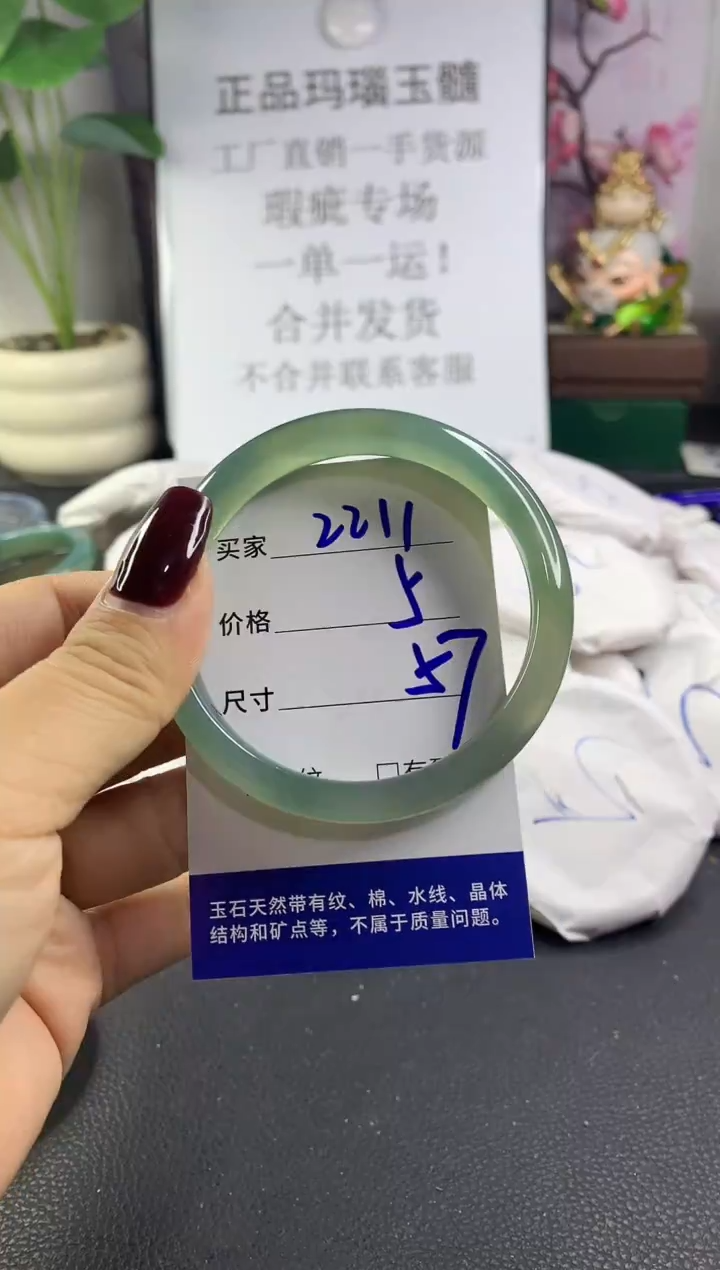 正品玛瑙玉髓
工厂直销一手货源
瑕疵专场
一单一运！
合并发货
不合并联系客服
买家 2211
价格 5
尺寸 57
纹 口有
玉石天然带有纹、棉、水线、晶体
结构和矿点等，不属于质量问题。